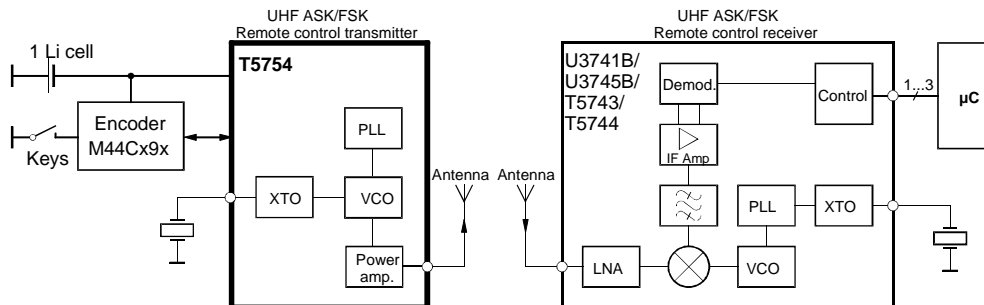 UHF ASK/FSK
Remote control transmitter
UHF ASK/FSK
Remote control receiver
1 Li cell
T5754
Encoder
M44Cx9x
Keys
PLL
XTO
VCO
Power
amp.
Antenna
Antenna
U3741B/
U3745B/
T5743/
T5744
Demod.
Control
1...3
µC
IF Amp
PLL
XTO
LNA
VCO